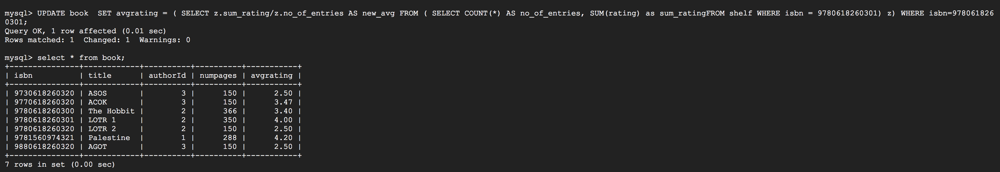 mysql> UPDATE book  SET avgrating = ( SELECT z.sum_rating/z.no_of_entries AS new_avg FROM ( SELECT COUNT(*) AS no_of_entries, SUM(rating) as sum_ratingFROM shelf WHERE isbn = 9780618260301) z) WHERE isbn=978061826
0301;
Query OK, 1 row affected (0.01 sec)
Rows matched: 1  Changed: 1  Warnings: 0
mysql> select * from book;
+---------------+------------+----------+----------+-----------+
| isbn          | title      | authorId | numpages | avgrating |
+---------------+------------+----------+----------+-----------+
| 9730618260320 | ASOS       |        3 |      150 |      2.50 |
| 9770618260320 | ACOK       |        3 |      150 |      3.47 |
| 9780618260300 | The Hobbit |        2 |      366 |      3.40 |
| 9780618260301 | LOTR 1     |        2 |      350 |      4.00 |
| 9780618260320 | LOTR 2     |        2 |      150 |      2.50 |
| 9781560974321 | Palestine  |        1 |      288 |      4.20 |
| 9880618260320 | AGOT       |        3 |      150 |      2.50 |
+---------------+------------+----------+----------+-----------+
7 rows in set (0.00 sec)